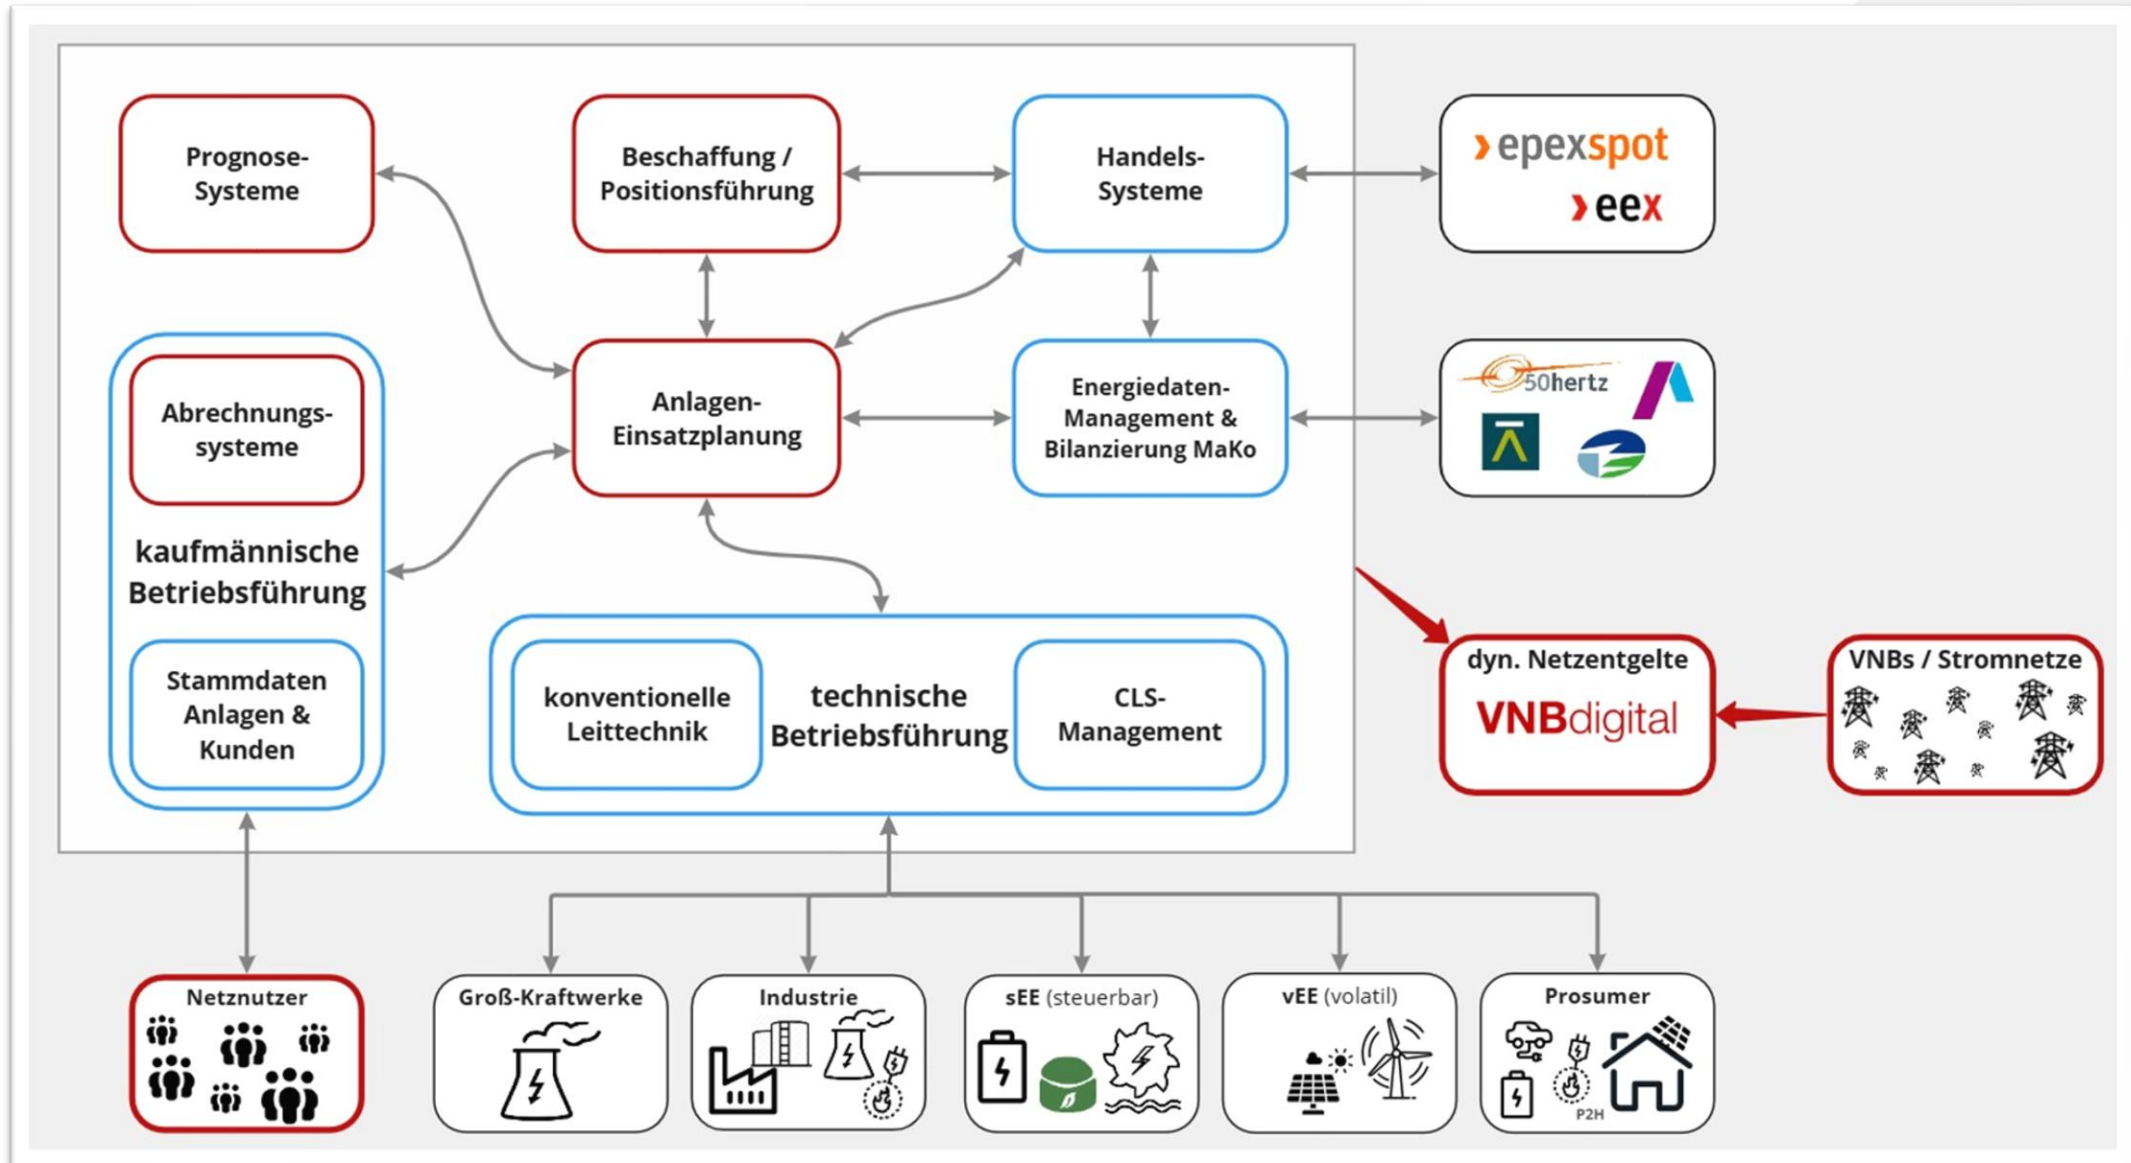 Prognose-
Systeme
Beschaffung /
Positionsführung
Handels-
Systeme
epexspot
eex
Abrechnungs-
systeme
kaufmännische
Betriebsführung
Stammdaten
Anlagen &
Kunden
Anlagen-
Einsatzplanung
Energiedaten-
Management &
Bilanzierung MaKo
50hertz
konventionelle
Leittechnik
technische
Betriebsführung
CLS-
Management
dyn. Netzentgelte
VNBdigital
VNBs / Stromnetze
Netznutzer
Groß-Kraftwerke
Industrie
sEE (steuerbar)
vEE (volatil)
Prosumer
P2H